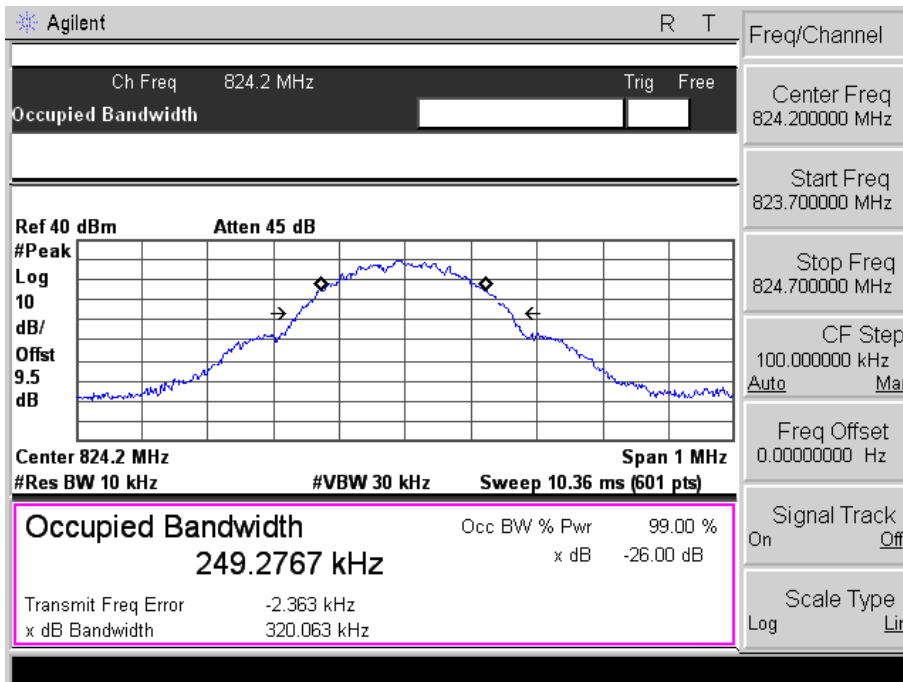 Agilent R T
Ch Freq 824.2 MHz Trig Free
Occupied Bandwidth
Ref 40 dBm Atten 45 dB
#Peak
Log
10
dB/
Offst
9.5
dB
Center 824.2 MHz Span 1 MHz
#Res BW 10 kHz #VBW 30 kHz Sweep 10.36 ms (601 pts)
Occupied Bandwidth
249.2767 kHz
Occ BW % Pwr 99.00 %
x dB -26.00 dB
Transmit Freq Error -2.363 kHz
x dB Bandwidth 320.063 kHz
Freq/Channel
Center Freq
824.200000 MHz
Start Freq
823.700000 MHz
Stop Freq
824.700000 MHz
CF Step
100.000000 kHz
Auto Ma
Freq Offset
0.00000000 Hz
Signal Track
On Off
Scale Type
Log Lin